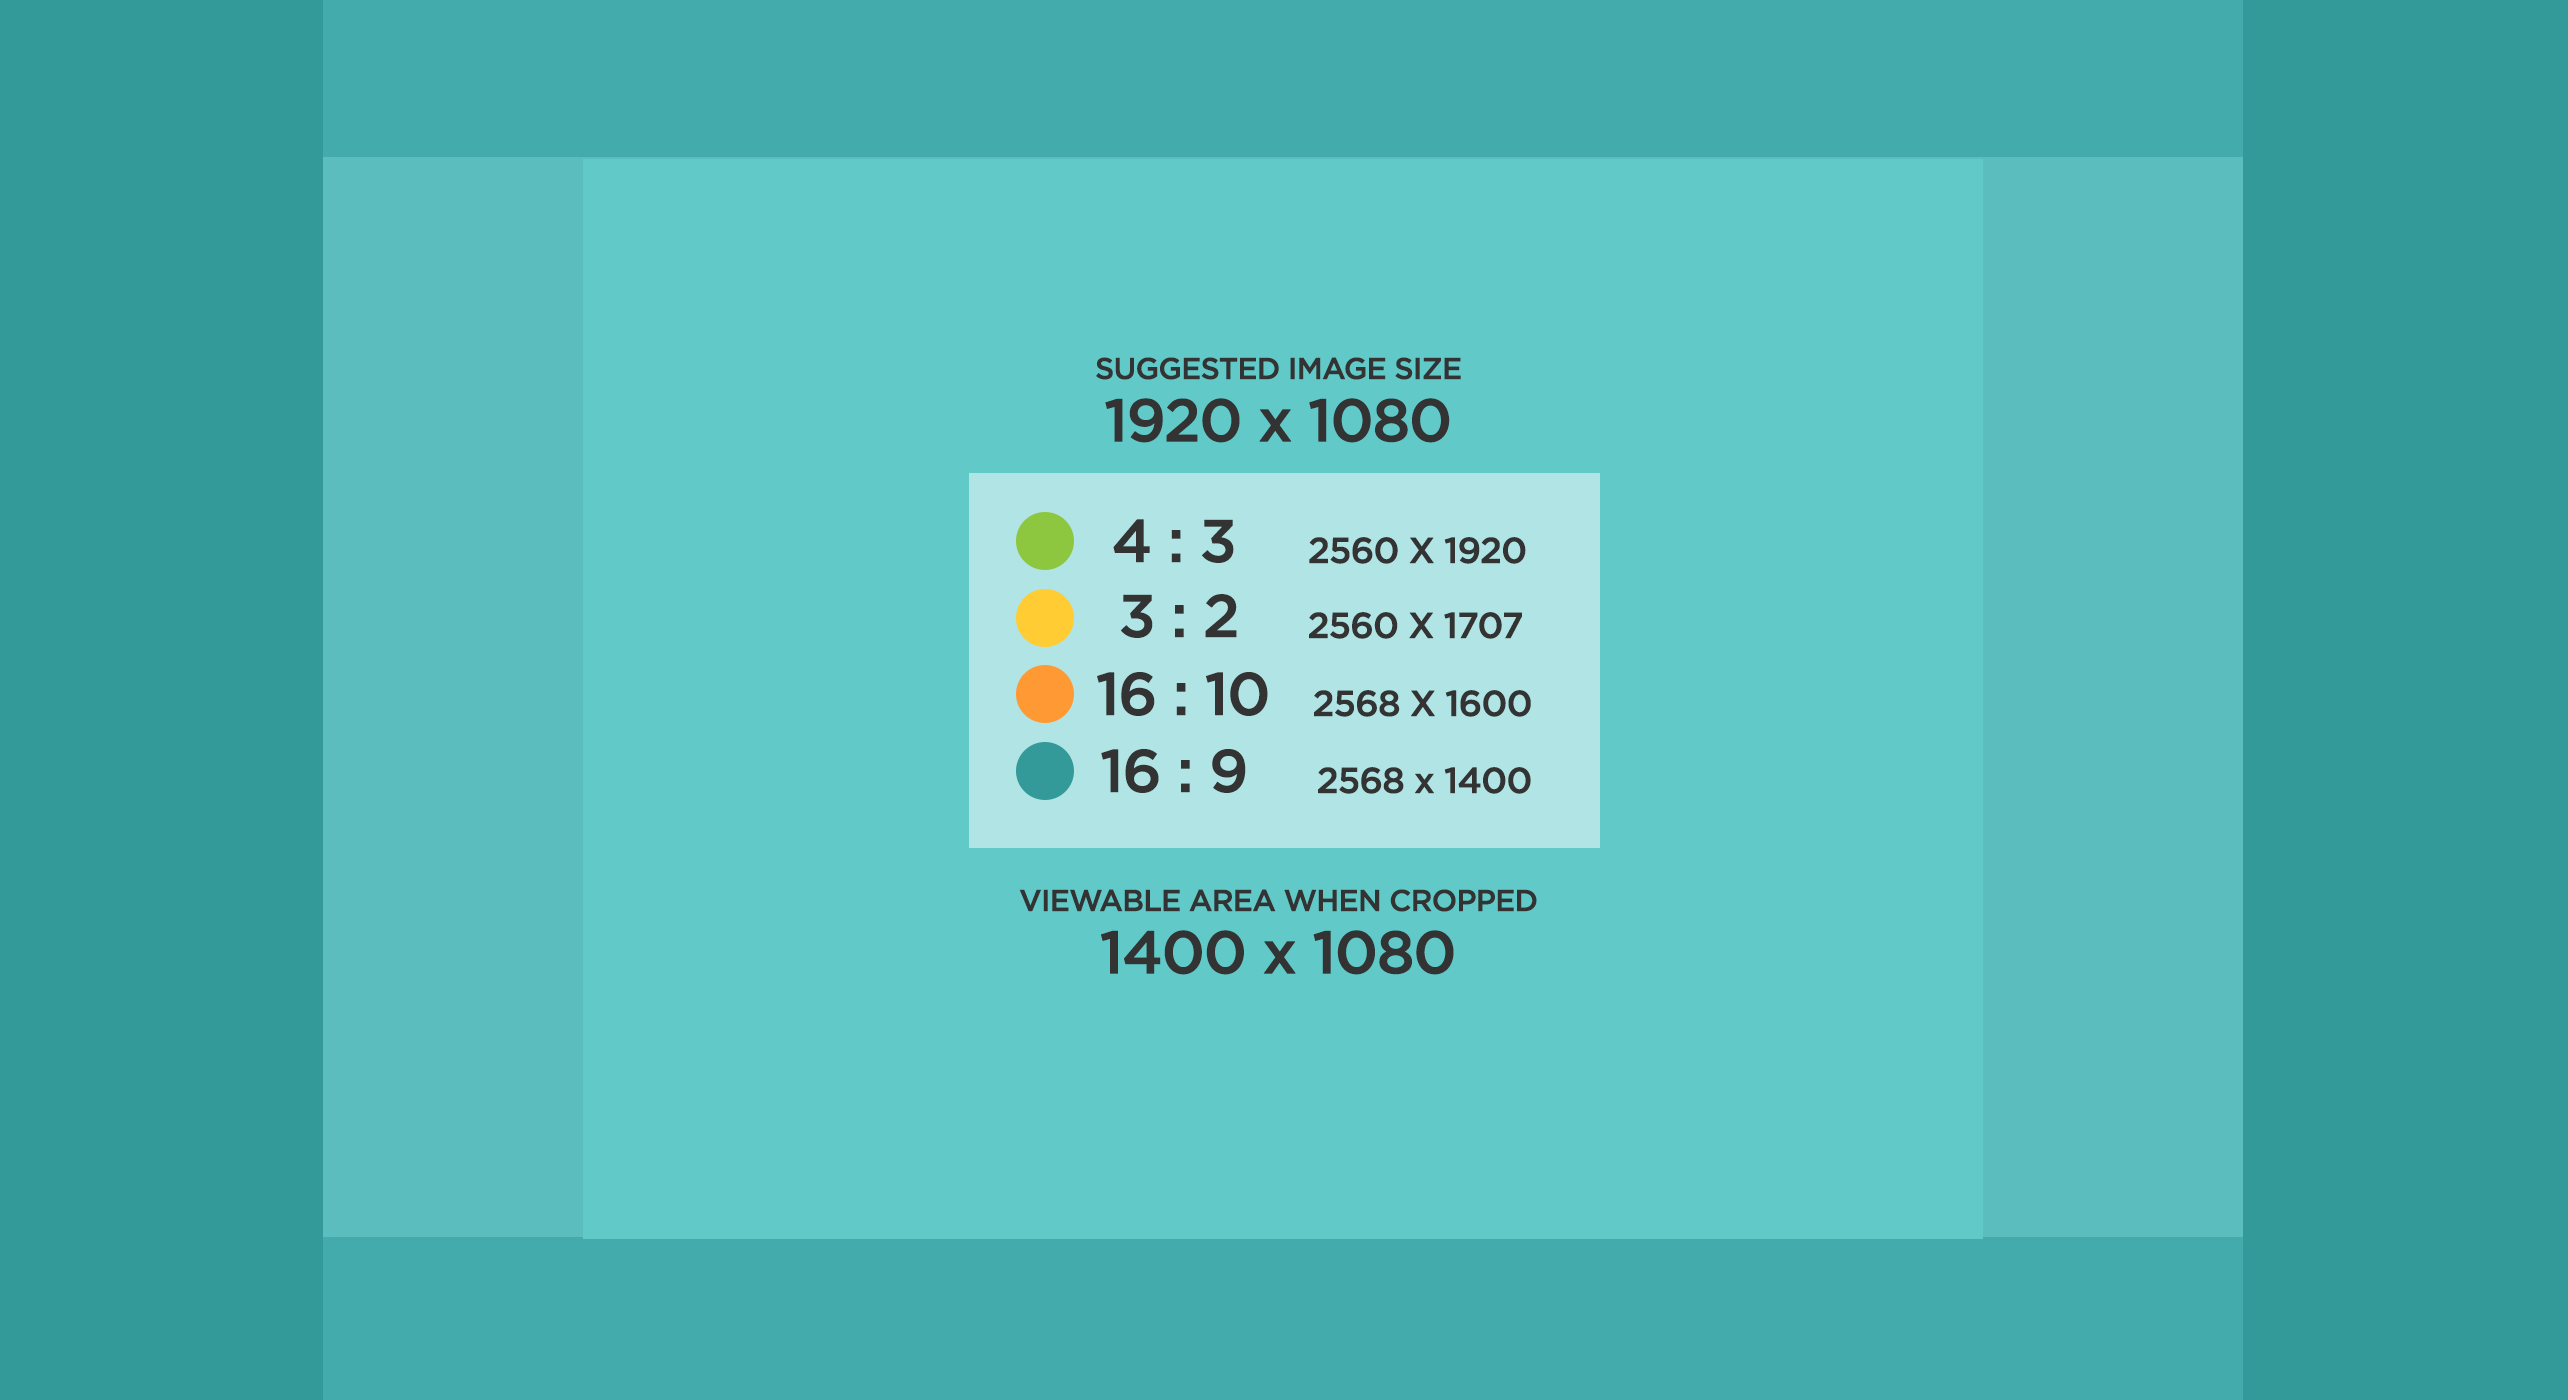 SUGGESTED IMAGE SIZE
1920 x 1080
4 : 3 2560 X 1920
3 : 2 2560 X 1707
16 : 10 2568 X 1600
16 : 9 2568 x 1400
VIEWABLE AREA WHEN CROPPED
1400 x 1080